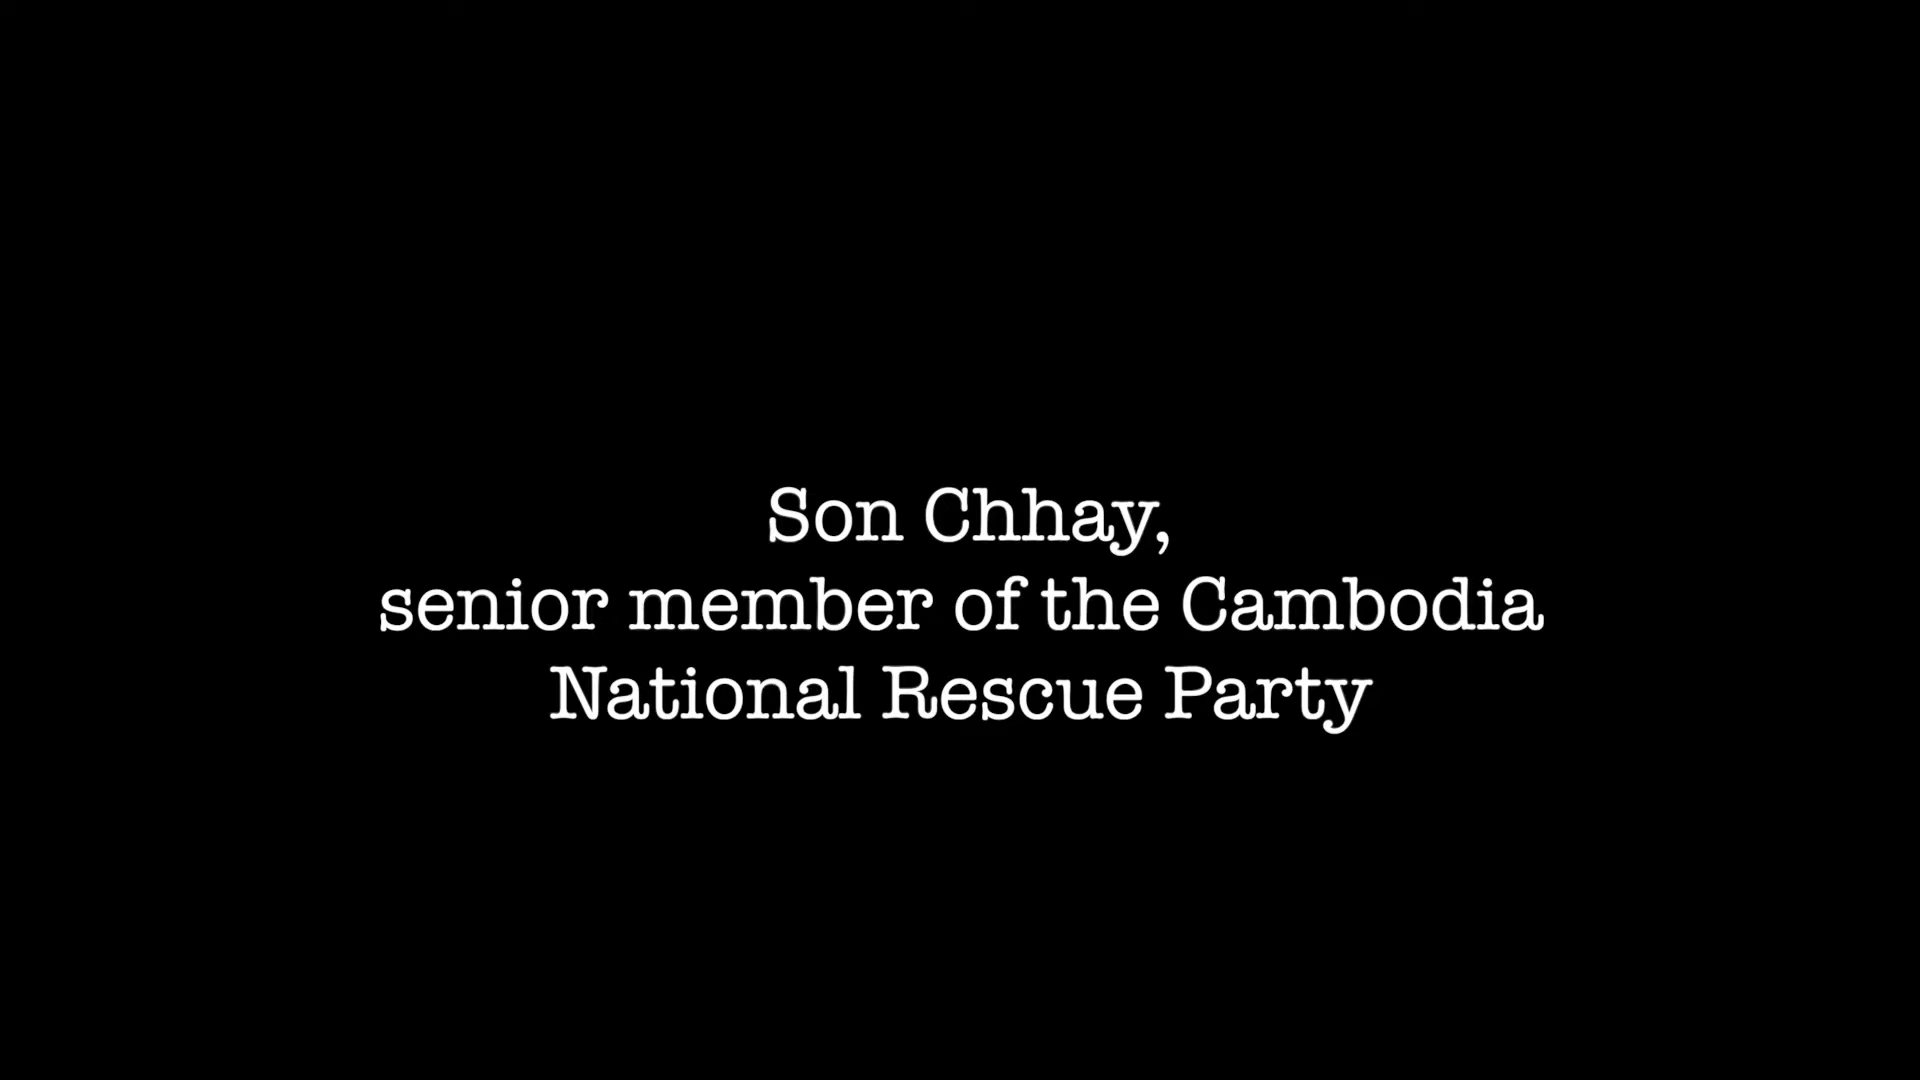 Son Chhay,
senior member of the Cambodia
National Rescue Party